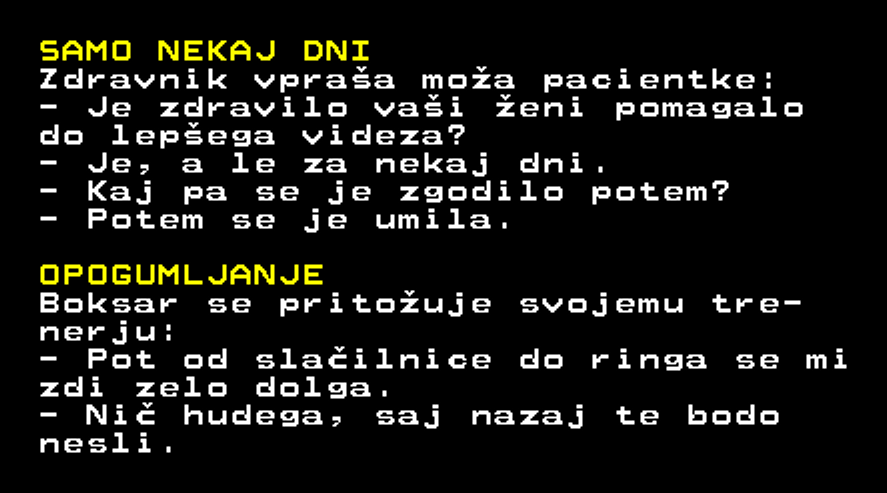 SAMO NEKAJ DNI
Zdravnik vpraša moža pacientke:
- Je zdravilo vaši ženi pomagalo
do lepšega videza?
- Je, a le za nekaj dni.
- Kaj pa se je zgodilo potem?
- Potem se je umila.
OPOGUMLJANJE
Boksar se pritožuje svojemu tre-
nerju:
- Pot od slačilnice do ringa se mi
zdi zelo dolga.
- Nič hudega, saj nazaj te bodo
nesli.